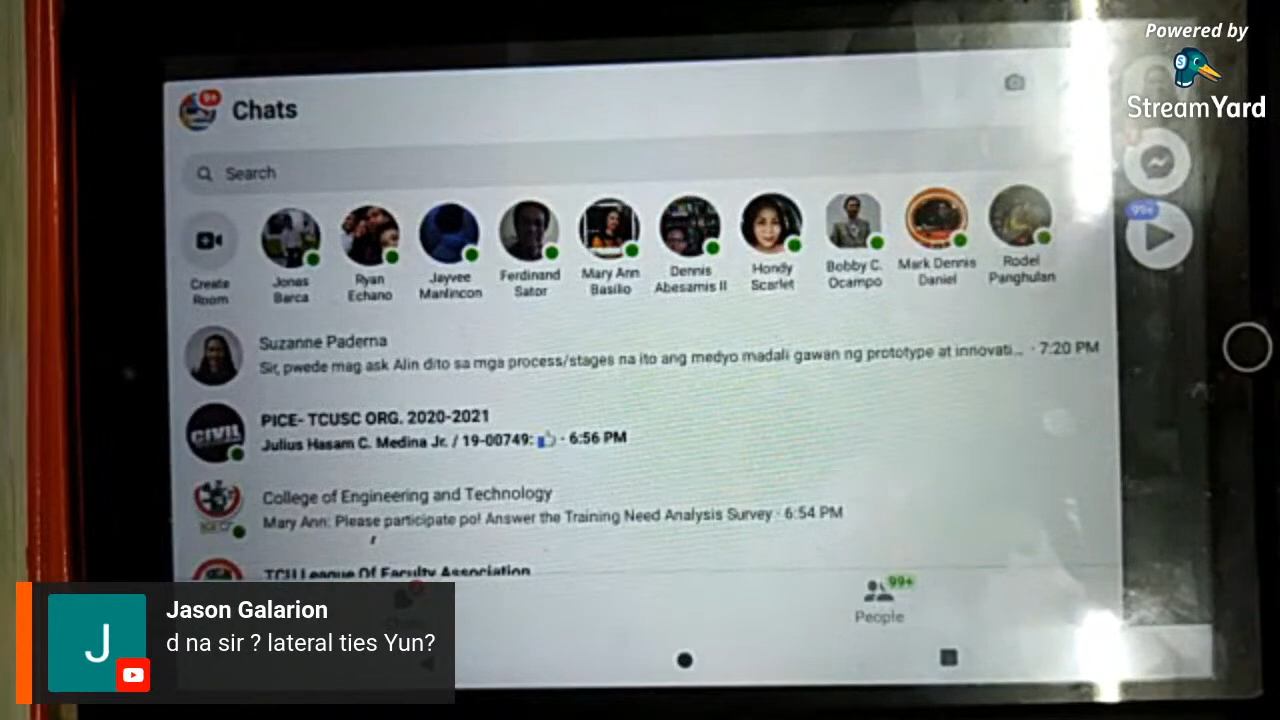 Powered by
StreamYard
9+
Chats
Search
Create Room
Jonas Barca
Ryan Echano
Jayvee Manlincon
Ferdinand Sator
Mary Ann Basilio
Dennis Abesamis II
Hondy Scarlet
Bobby C. Ocampo
Mark Dennis Daniel
Rodel Panghulan
99+
Suzanne Paderna
Sir, pwede mag ask Alin dito sa mga process/stages na ito ang medyo madali gawan ng prototype at innovati... · 7:20 PM
CIVIL
PICE- TCUSC ORG. 2020-2021
Julius Hasam C. Medina Jr. / 19-00749: 👍 · 6:56 PM
College of Engineering and Technology
Mary Ann: Please participate po! Answer the Training Need Analysis Survey · 6:54 PM
TCU League Of Faculty Association
99+
People
J
Jason Galarion
d na sir ? lateral ties Yun?